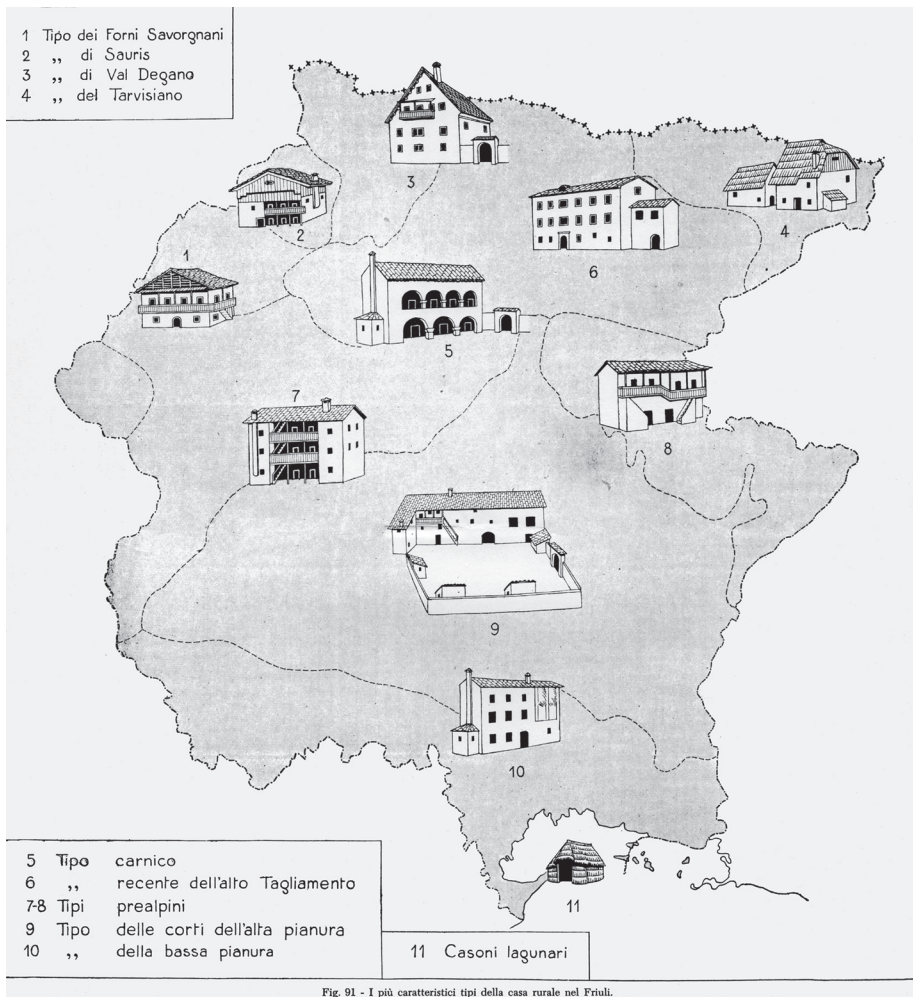 1 Tipo dei Forni Savorgnani
2 „ di Sauris
3 „ di Val Degano
4 „ del Tarvisiano
3
2
4
1
6
5
7
8
9
10
11
5 Tipo carnico
6 „ recente dell'alto Tagliamento
7-8 Tipi prealpini
9 Tipo delle corti dell'alta pianura
10 „ della bassa pianura
11 Casoni lagunari
Fig. 91 - I più caratteristici tipi della casa rurale nel Friuli.